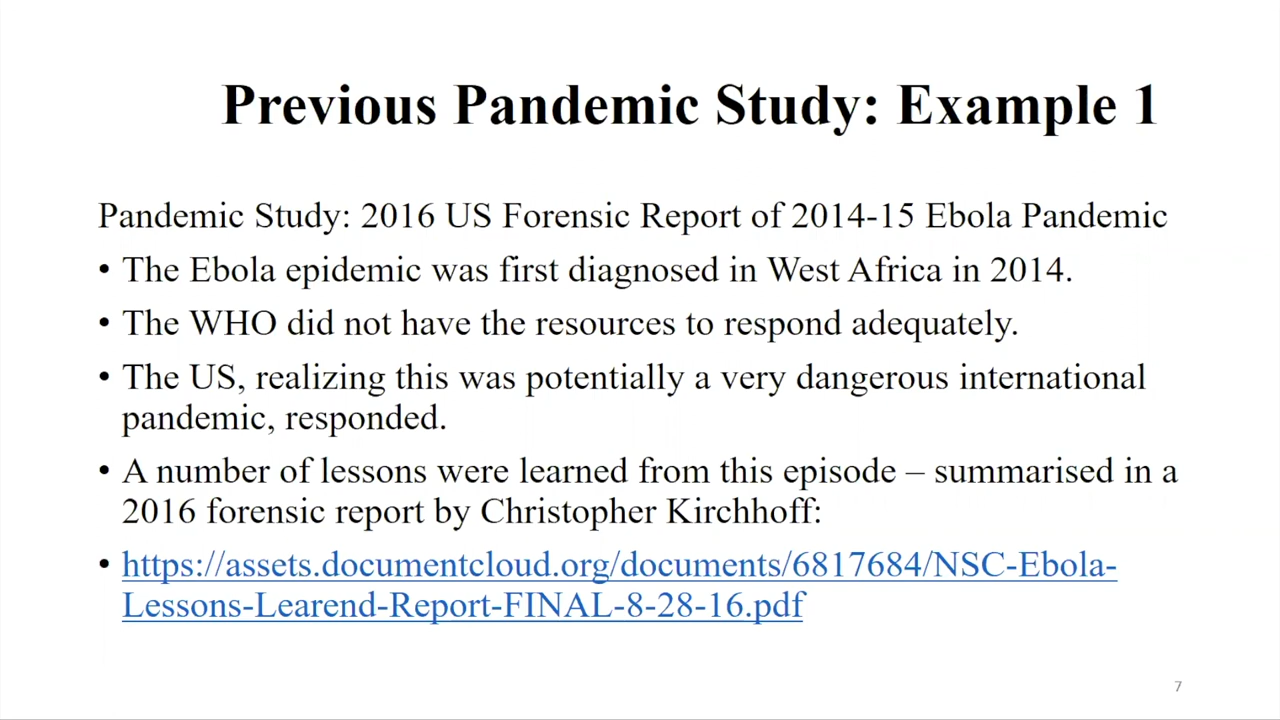 Previous Pandemic Study: Example 1
Pandemic Study: 2016 US Forensic Report of 2014-15 Ebola Pandemic
• The Ebola epidemic was first diagnosed in West Africa in 2014.
• The WHO did not have the resources to respond adequately.
• The US, realizing this was potentially a very dangerous international
pandemic, responded.
• A number of lessons were learned from this episode – summarised in a
2016 forensic report by Christopher Kirchhoff:
• https://assets.documentcloud.org/documents/6817684/NSC-Ebola-
Lessons-Learend-Report-FINAL-8-28-16.pdf
7